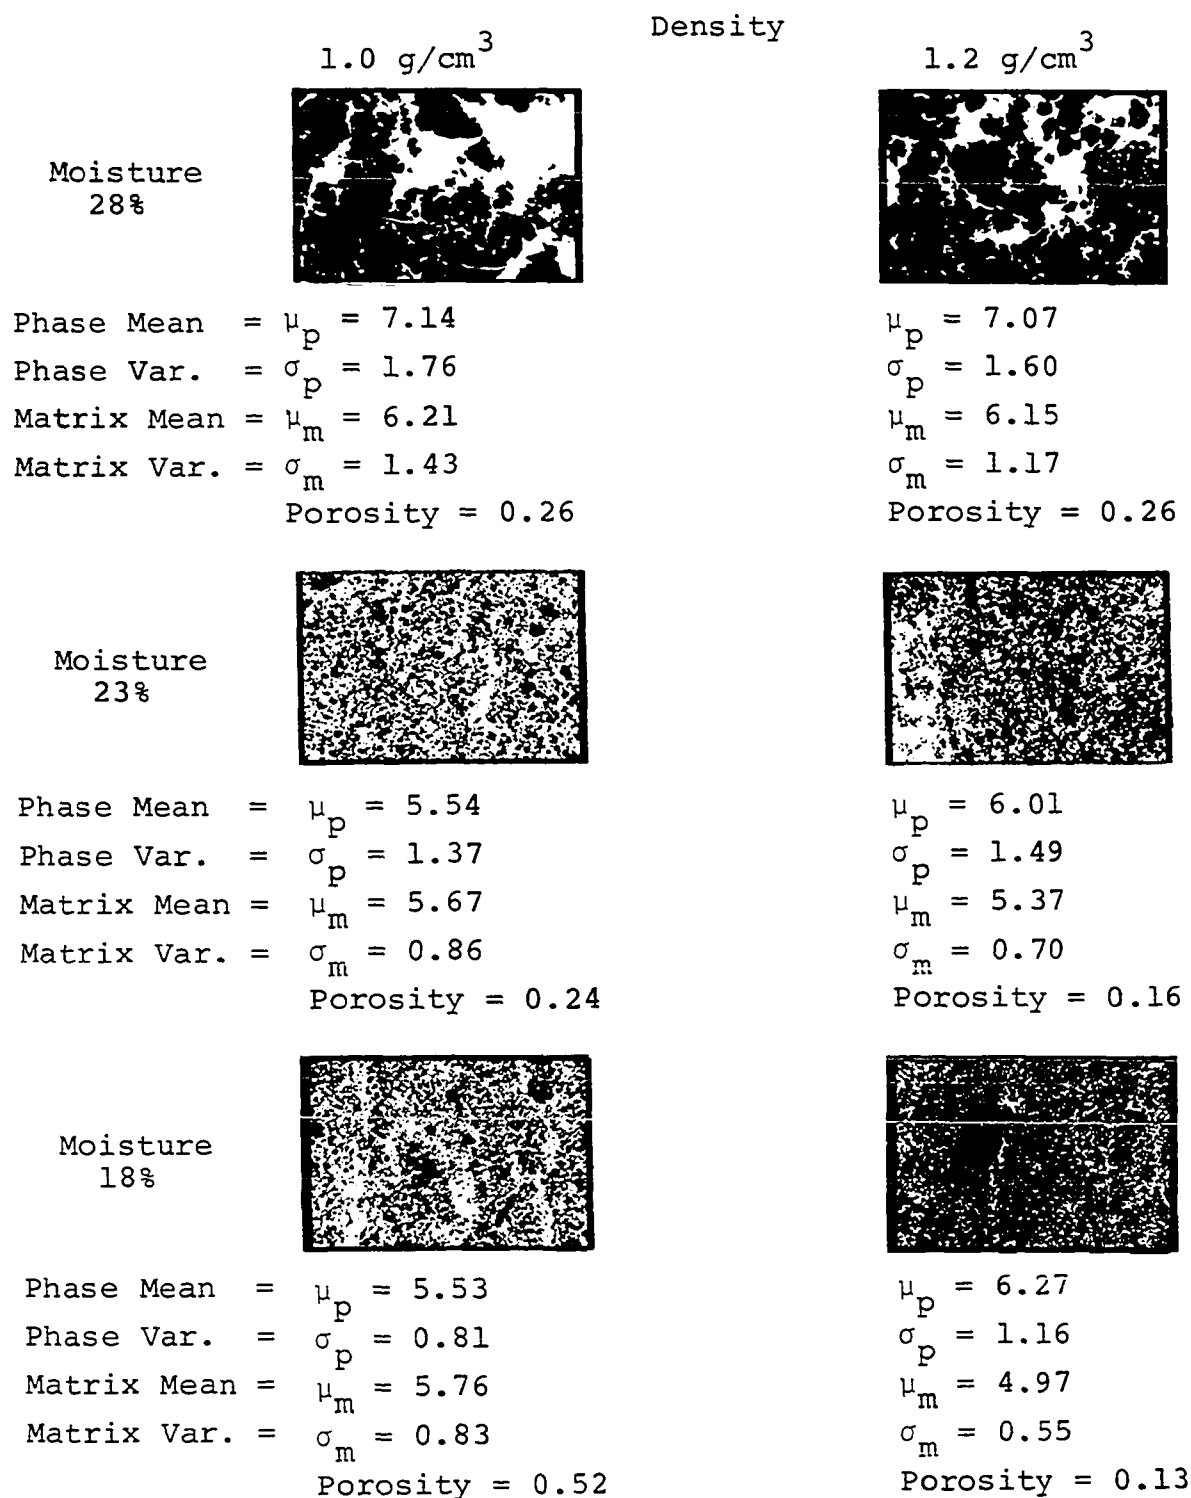 Density
1.0 g/cm³ 1.2 g/cm³
Moisture
28%
Phase Mean = μp = 7.14 μp = 7.07
Phase Var. = σp = 1.76 σp = 1.60
Matrix Mean = μm = 6.21 μm = 6.15
Matrix Var. = σm = 1.43 σm = 1.17
Porosity = 0.26 Porosity = 0.26
Moisture
23%
Phase Mean = μp = 5.54 μp = 6.01
Phase Var. = σp = 1.37 σp = 1.49
Matrix Mean = μm = 5.67 μm = 5.37
Matrix Var. = σm = 0.86 σm = 0.70
Porosity = 0.24 Porosity = 0.16
Moisture
18%
Phase Mean = μp = 5.53 μp = 6.27
Phase Var. = σp = 0.81 σp = 1.16
Matrix Mean = μm = 5.76 μm = 4.97
Matrix Var. = σm = 0.83 σm = 0.55
Porosity = 0.52 Porosity = 0.13